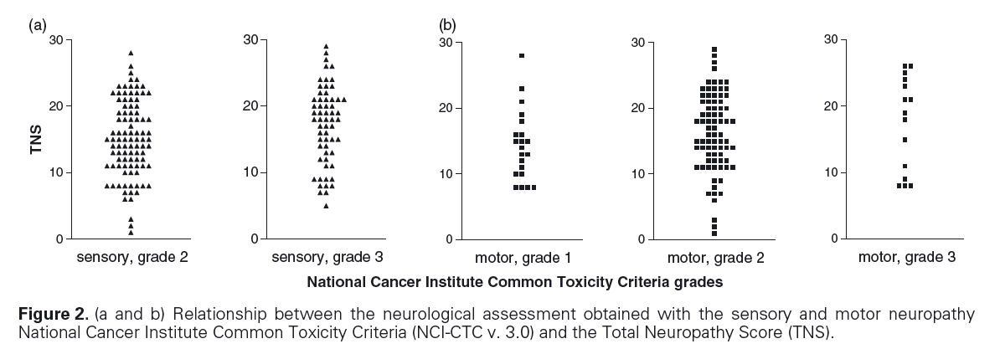 (a)
(b)
30
20
10
0
TNS
sensory, grade 2
30
20
10
0
sensory, grade 3
30
20
10
0
motor, grade 1
30
20
10
0
motor, grade 2
30
20
10
0
motor, grade 3
National Cancer Institute Common Toxicity Criteria grades
Figure 2. (a and b) Relationship between the neurological assessment obtained with the sensory and motor neuropathy
National Cancer Institute Common Toxicity Criteria (NCI-CTC v. 3.0) and the Total Neuropathy Score (TNS).